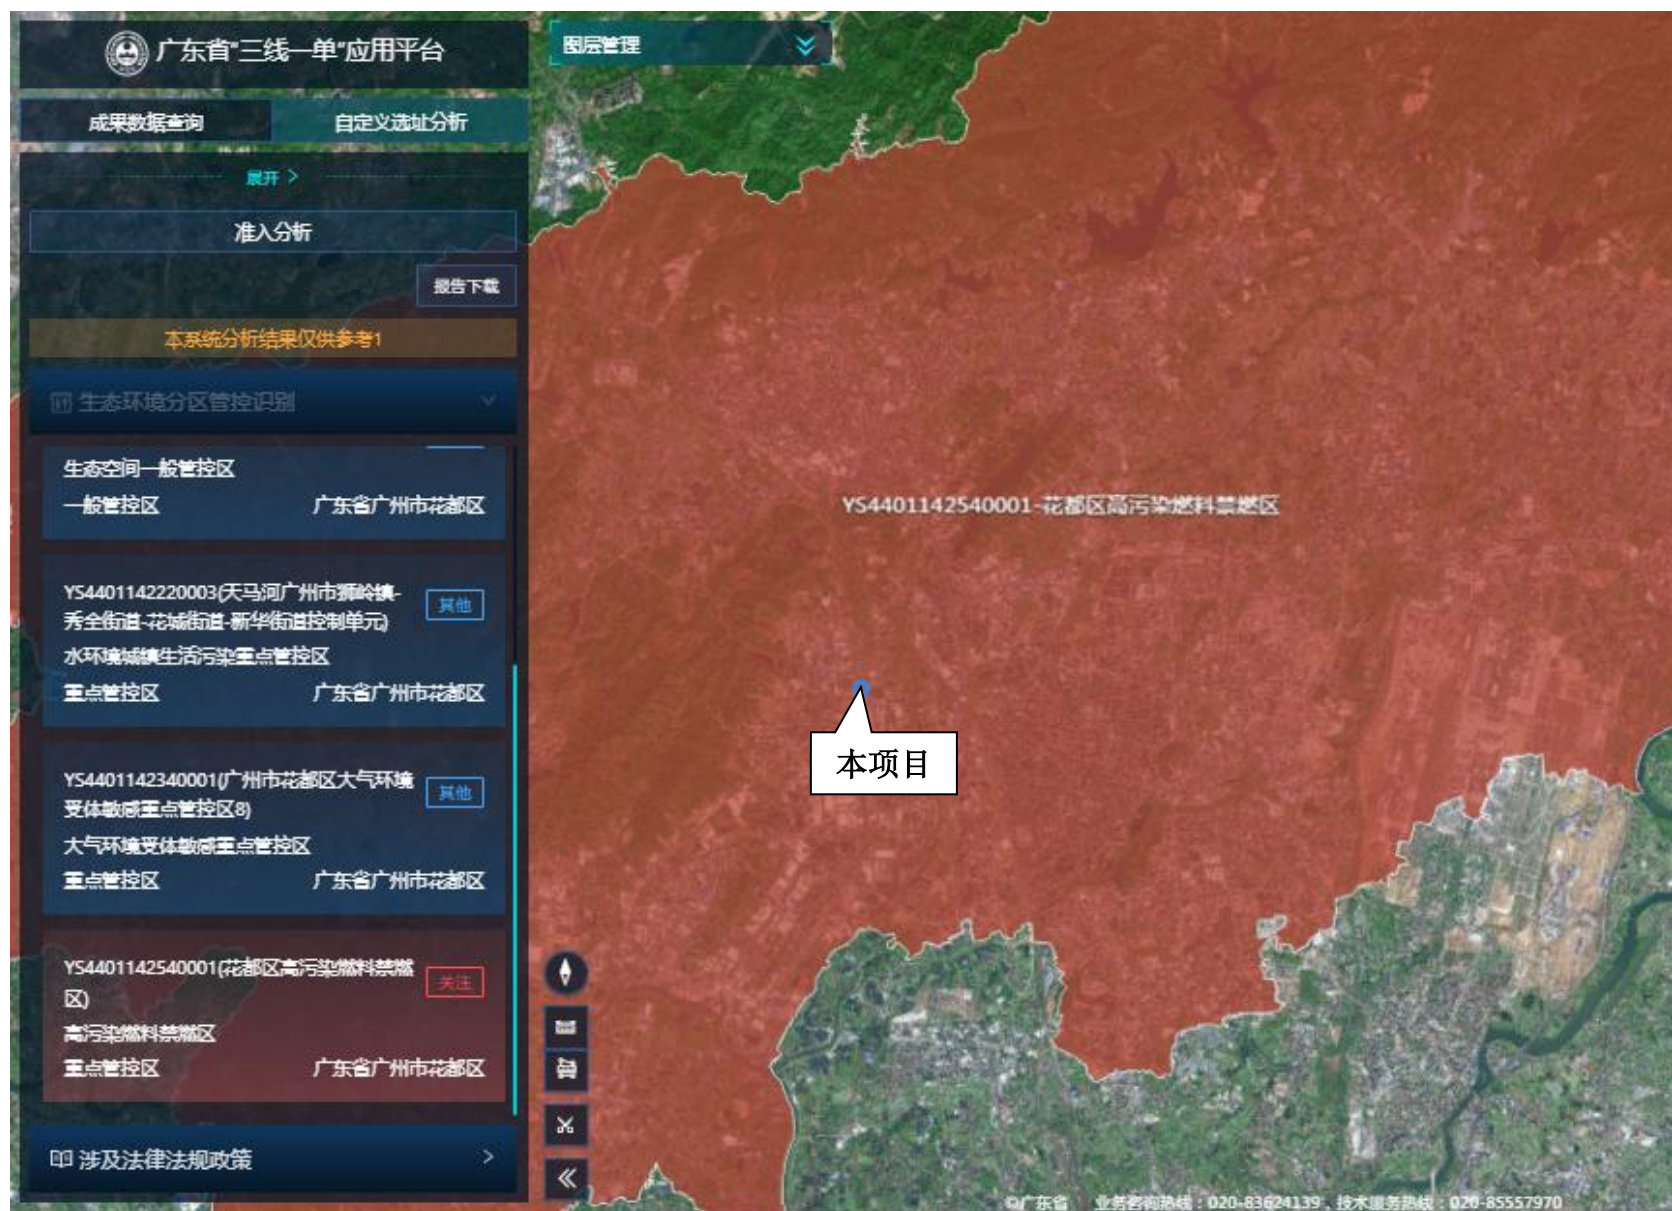 广东省“三线一单”应用平台
图层管理
成果数据查询
自定义选址分析
展开 >
准入分析
报告下载
本系统分析结果仅供参考1
生态环境分区管控识别
生态空间一般管控区
一般管控区
广东省广州市花都区
YS4401142220003(天马河广州市狮岭镇-
秀全街道-花城街道-新华街道控制单元)
其他
水环境城镇生活污染重点管控区
重点管控区
广东省广州市花都区
YS4401142340001(广州市花都区大气环境
受体敏感重点管控区8)
其他
大气环境受体敏感重点管控区
重点管控区
广东省广州市花都区
YS4401142540001(花都区高污染燃料禁燃
区)
关注
高污染燃料禁燃区
重点管控区
广东省广州市花都区
涉及法律法规政策
YS4401142540001-花都区高污染燃料禁燃区
本项目
©广东省 业务咨询热线：020-83624139，技术服务热线：020-85557970